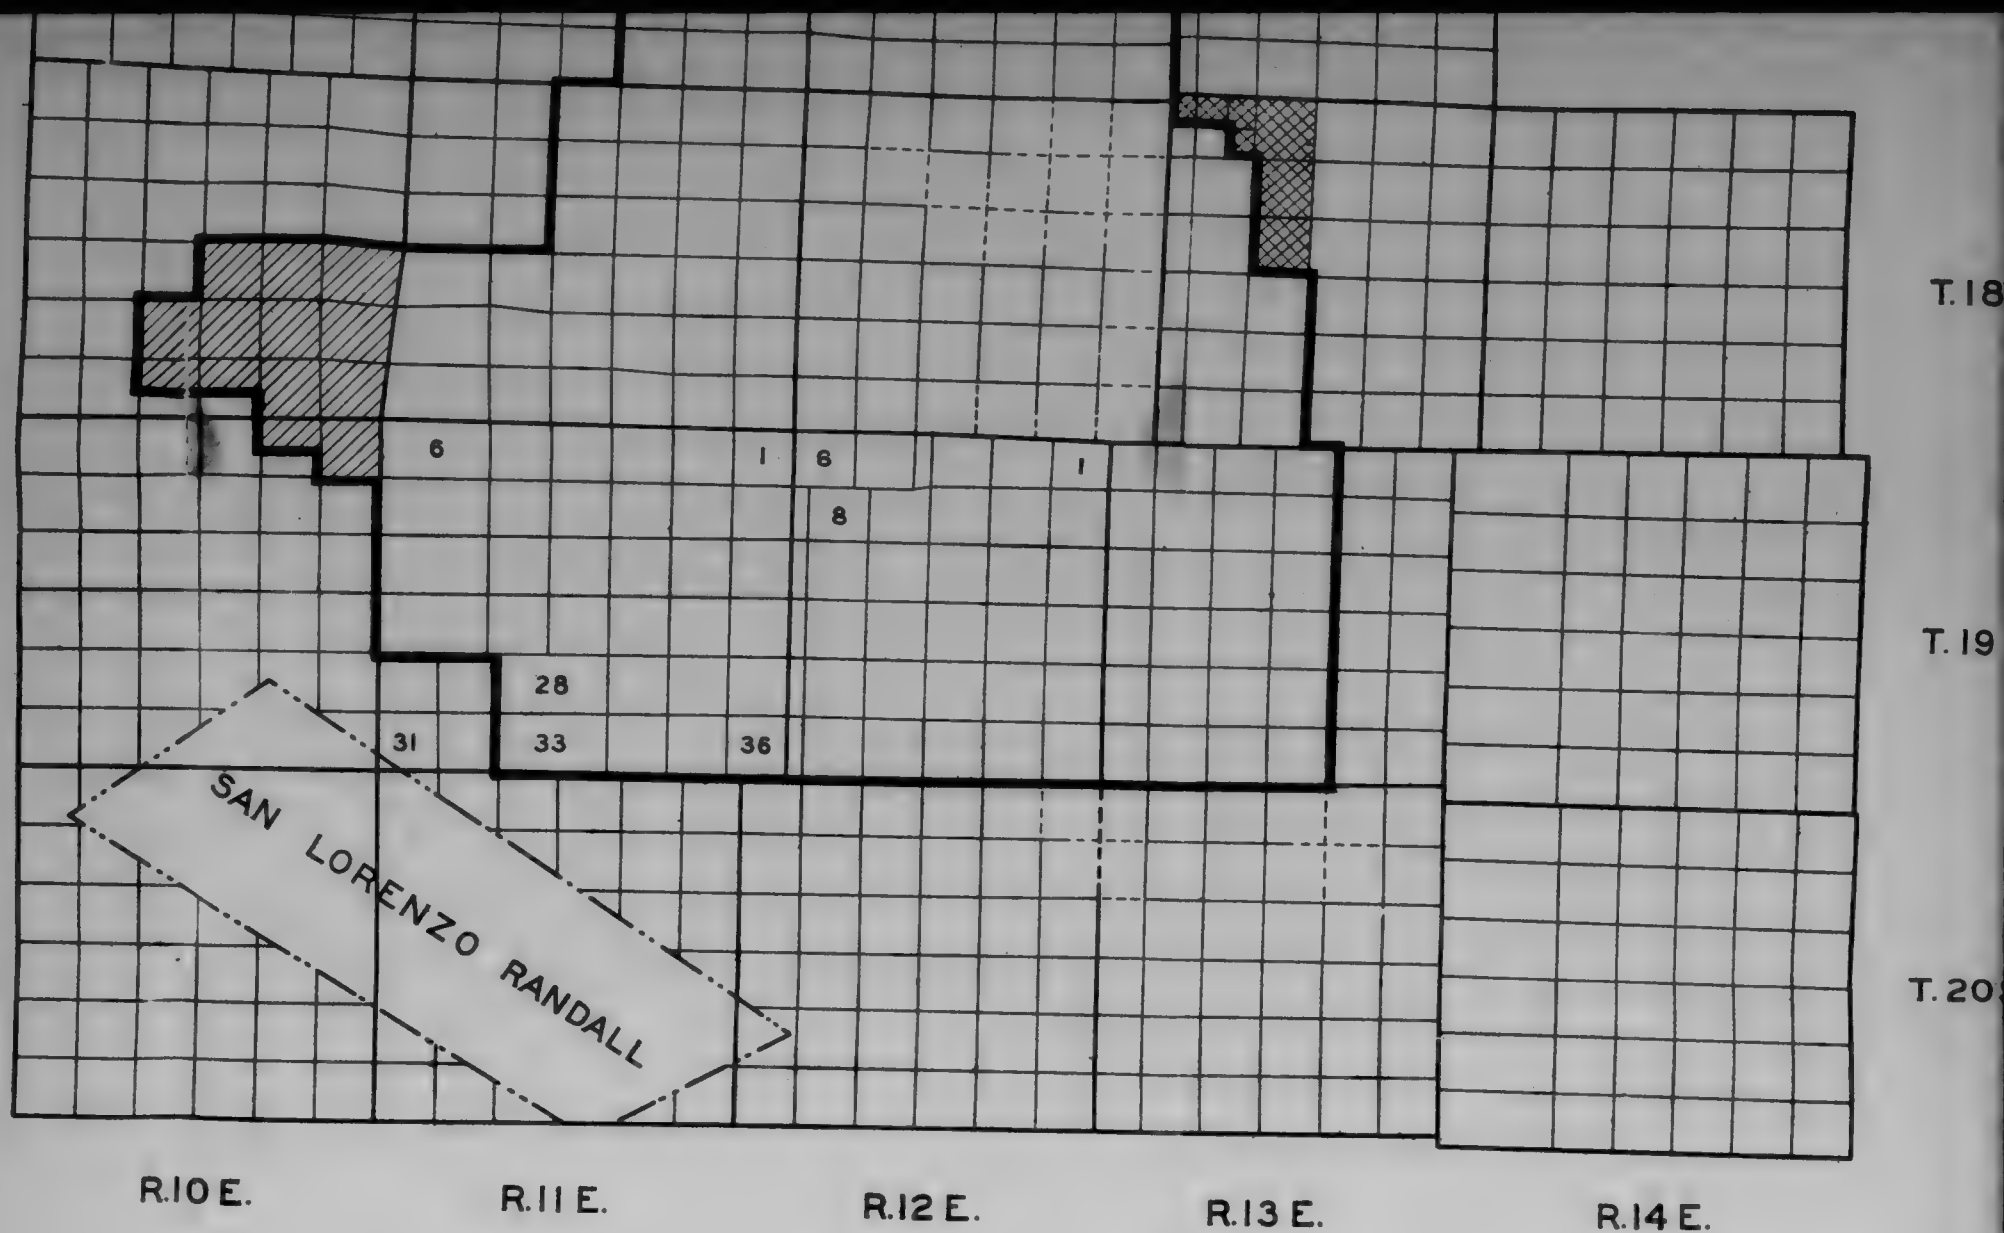 T.18
6 1 6 1
8
T.19
28
31 33 36
SAN LORENZO RANDALL
T.20
R.10 E. R.11 E. R.12 E. R.13 E. R.14 E.